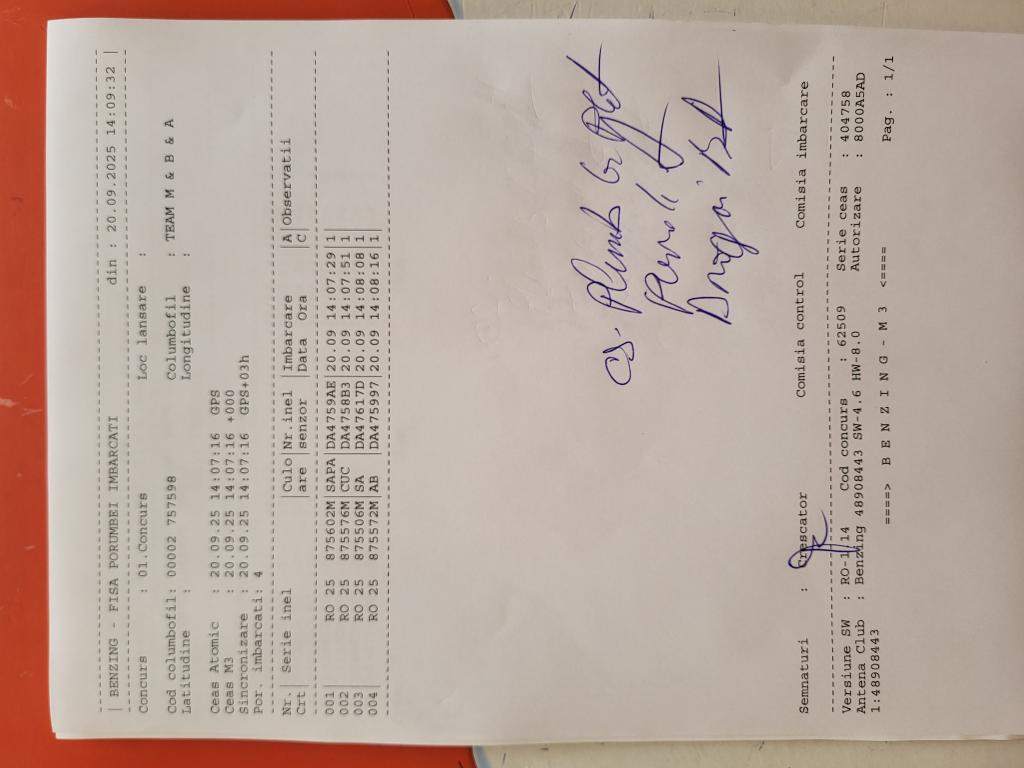 | BENZING - FISA PORUMBEI IMBARCATI din : 20.09.2025 14:09:32 |
Concurs : 01.Concurs Loc lansare :
Cod columbofil: 00002 757598 Columbofil : TEAM M & B & A
Latitudine : Longitudine :
Ceas Atomic : 20.09.25 14:07:16 GPS
Ceas M3 : 20.09.25 14:07:16 +000
Sincronizare : 20.09.25 14:07:16 GPS+03h
Por. imbarcati: 4
Nr.| Serie inel |Culo|Nr.inel |Imbarcare |A|Observatii
Crt| |are |senzor |Data Ora |C|
001| RO 25 875602M|SAPA|DA4759AE|20.09 14:07:29|1|
002| RO 25 875576M|CUC |DA4758B3|20.09 14:07:51|1|
003| RO 25 875506M|SA |DA47617D|20.09 14:08:08|1|
004| RO 25 875572M|AB |DA475997|20.09 14:08:16|1|
Semnaturi : Crescator Comisia control Comisia imbarcare
Versiune SW : RO-1/14 Cod concurs : 62509 Serie ceas : 404758
Antena Club : Benzing 48908443 SW-4.6 HW-8.0 Autorizare : 8000A5AD
1:48908443
====> B E N Z I N G - M 3 <==== Pag. : 1/1